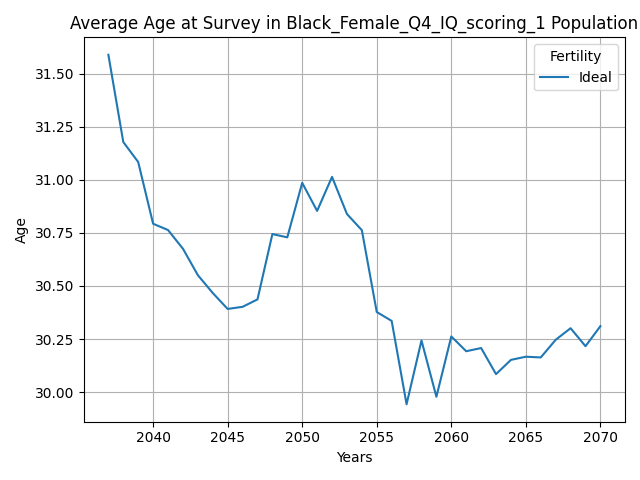 Average Age at Survey in Black_Female_Q4_IQ_scoring_1 Population
Fertility
Ideal
31.50
31.25
31.00
30.75
30.50
30.25
30.00
Age
2040 2045 2050 2055 2060 2065 2070
Years